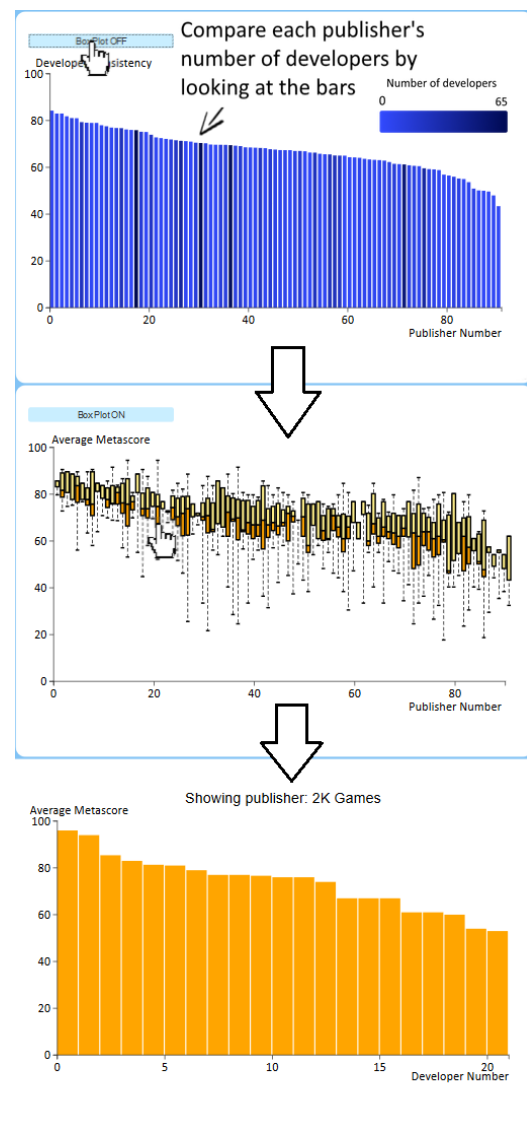 Compare each publisher's
number of developers by
looking at the bars
BoxPlot OFF
Number of developers
0 65
100
80
60
40
20
0
0 20 40 60 80
Publisher Number
BoxPlot ON
Average Metascore
100
80
60
40
20
0
0 20 40 60 80
Publisher Number
Showing publisher: 2K Games
Average Metascore
100
80
60
40
20
0
0 5 10 15 20
Developer Number